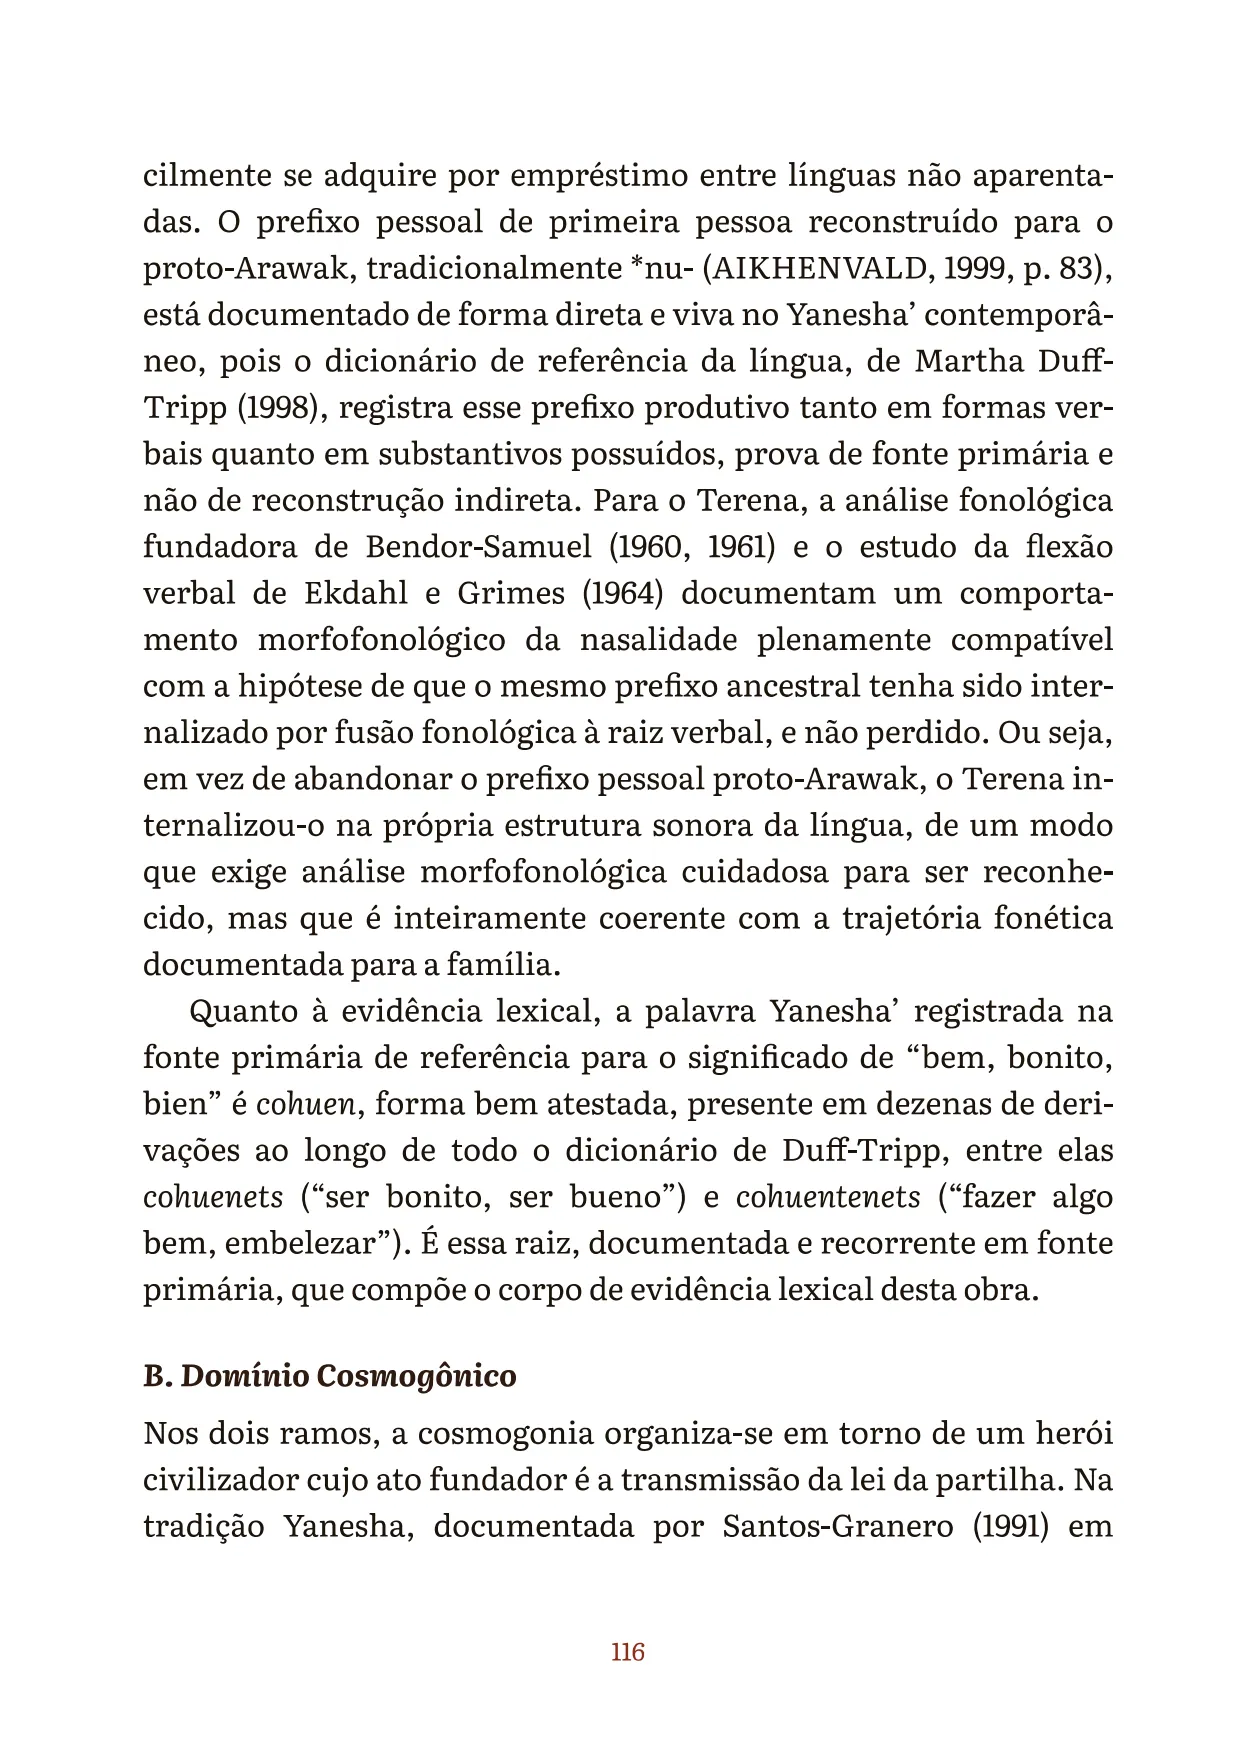 cilmente se adquire por empréstimo entre línguas não aparenta-
das. O prefixo pessoal de primeira pessoa reconstruído para o
proto-Arawak, tradicionalmente *nu- (AIKHENVALD, 1999, p. 83),
está documentado de forma direta e viva no Yanesha’ contemporâ-
neo, pois o dicionário de referência da língua, de Martha Duff-
Tripp (1998), registra esse prefixo produtivo tanto em formas ver-
bais quanto em substantivos possuídos, prova de fonte primária e
não de reconstrução indireta. Para o Terena, a análise fonológica
fundadora de Bendor-Samuel (1960, 1961) e o estudo da flexão
verbal de Ekdahl e Grimes (1964) documentam um comporta-
mento morfofonológico da nasalidade plenamente compatível
com a hipótese de que o mesmo prefixo ancestral tenha sido inter-
nalizado por fusão fonológica à raiz verbal, e não perdido. Ou seja,
em vez de abandonar o prefixo pessoal proto-Arawak, o Terena in-
ternalizou-o na própria estrutura sonora da língua, de um modo
que exige análise morfofonológica cuidadosa para ser reconhe-
cido, mas que é inteiramente coerente com a trajetória fonética
documentada para a família.
Quanto à evidência lexical, a palavra Yanesha’ registrada na
fonte primária de referência para o significado de “bem, bonito,
bien” é cohuen, forma bem atestada, presente em dezenas de deri-
vações ao longo de todo o dicionário de Duff-Tripp, entre elas
cohuenets (“ser bonito, ser bueno”) e cohuentenets (“fazer algo
bem, embelezar”). É essa raiz, documentada e recorrente em fonte
primária, que compõe o corpo de evidência lexical desta obra.
B. Domínio Cosmogônico
Nos dois ramos, a cosmogonia organiza-se em torno de um herói
civilizador cujo ato fundador é a transmissão da lei da partilha. Na
tradição Yanesha, documentada por Santos-Granero (1991) em
116